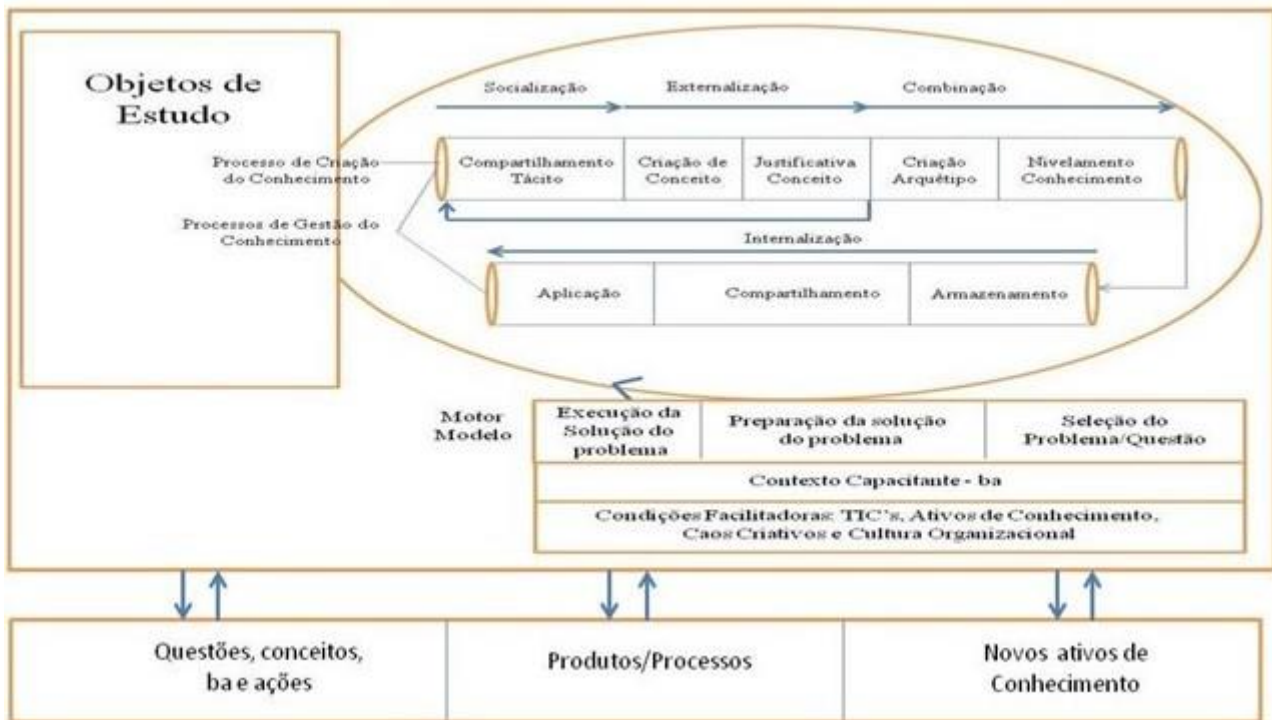 Objetos de
Estudo
Socialização
Externalização
Combinação
Processo de Criação
do Conhecimento
Compartilhamento
Tácito
Criação de
Conceito
Justificativa
Conceito
Criação
Arquétipo
Nivelamento
Conhecimento
Processos de Gestão do
Conhecimento
Internalização
Aplicação
Compartilhamento
Armazenamento
Motor
Modelo
Execução da
Solução do
problema
Preparação da solução
do problema
Seleção do
Problema/Questão
Contexto Capacitante - ba
Condições Facilitadoras: TIC's, Ativos de Conhecimento,
Caos Criativos e Cultura Organizacional
Questões, conceitos,
ba e ações
Produtos/Processos
Novos ativos de
Conhecimento